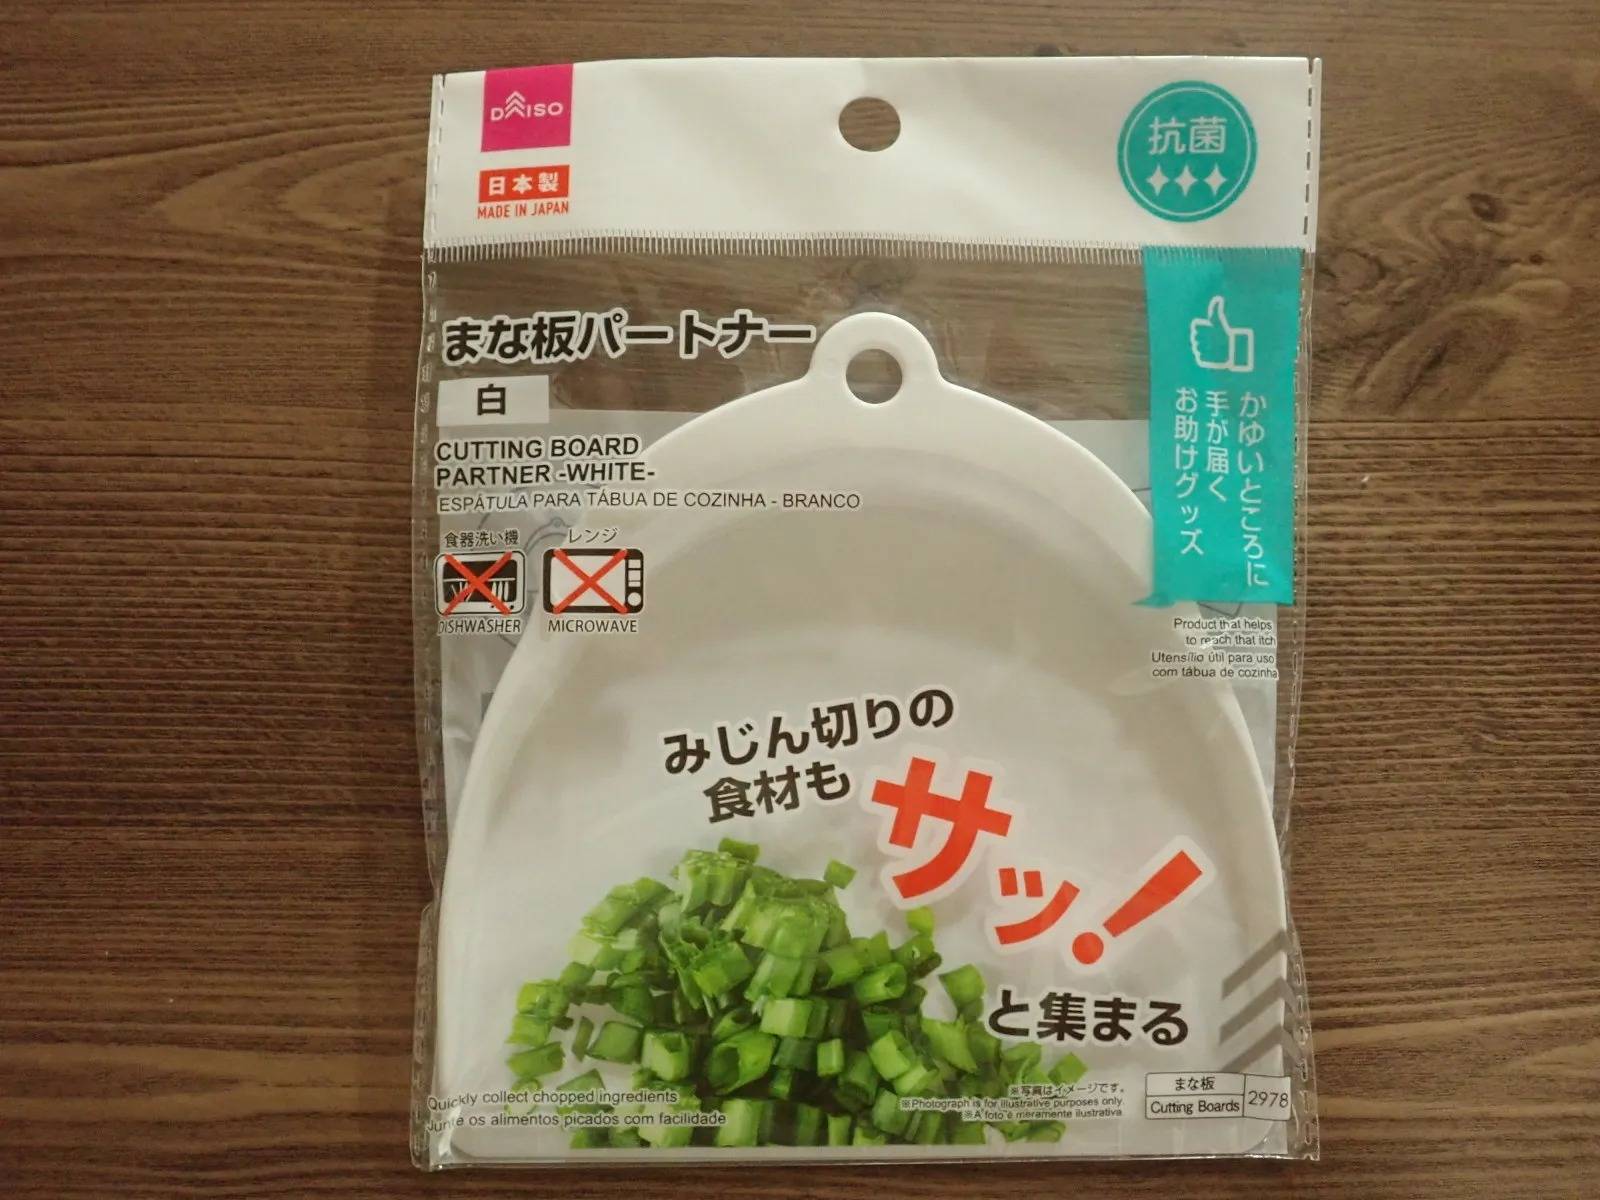 DAISO
日本製
MADE IN JAPAN
抗菌
まな板パートナー
白
CUTTING BOARD
PARTNER -WHITE-
ESPÁTULA PARA TÁBUA DE COZINHA - BRANCO
食器洗い機
DISHWASHER
レンジ
MICROWAVE
かゆいところに
手が届く
お助けグッズ
Product that helps
to reach that itch
Utensílio útil para uso
com tábua de cozinha
みじん切りの
食材も
サッ!
と集まる
Quickly collect chopped ingredients
Junte os alimentos picados com facilidade
※写真はイメージです。
※Photograph is for illustrative purposes only.
※A foto é meramente ilustrativa
まな板
Cutting Boards
2978